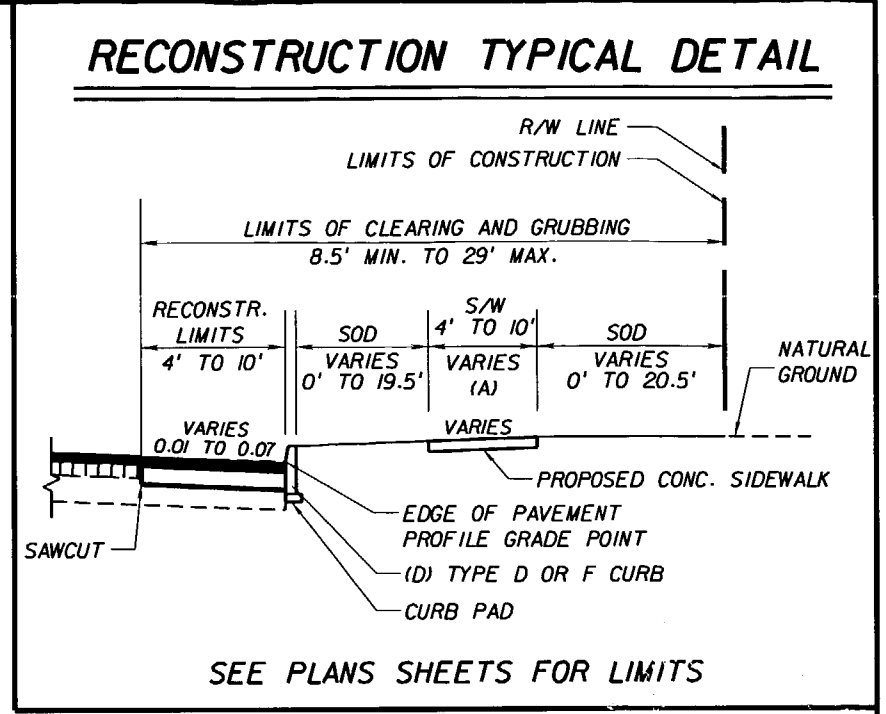 RECONSTRUCTION TYPICAL DETAIL
R/W LINE
LIMITS OF CONSTRUCTION
LIMITS OF CLEARING AND GRUBBING
8.5' MIN. TO 29' MAX.
RECONSTR.
LIMITS
4' TO 10'
SOD
VARIES
0' TO 19.5'
S/W
4' TO 10'
VARIES
(A)
SOD
VARIES
0' TO 20.5'
NATURAL
GROUND
VARIES
0.01 TO 0.07
VARIES
PROPOSED CONC. SIDEWALK
EDGE OF PAVEMENT
PROFILE GRADE POINT
SAWCUT
(D) TYPE D OR F CURB
CURB PAD
SEE PLANS SHEETS FOR LIMITS